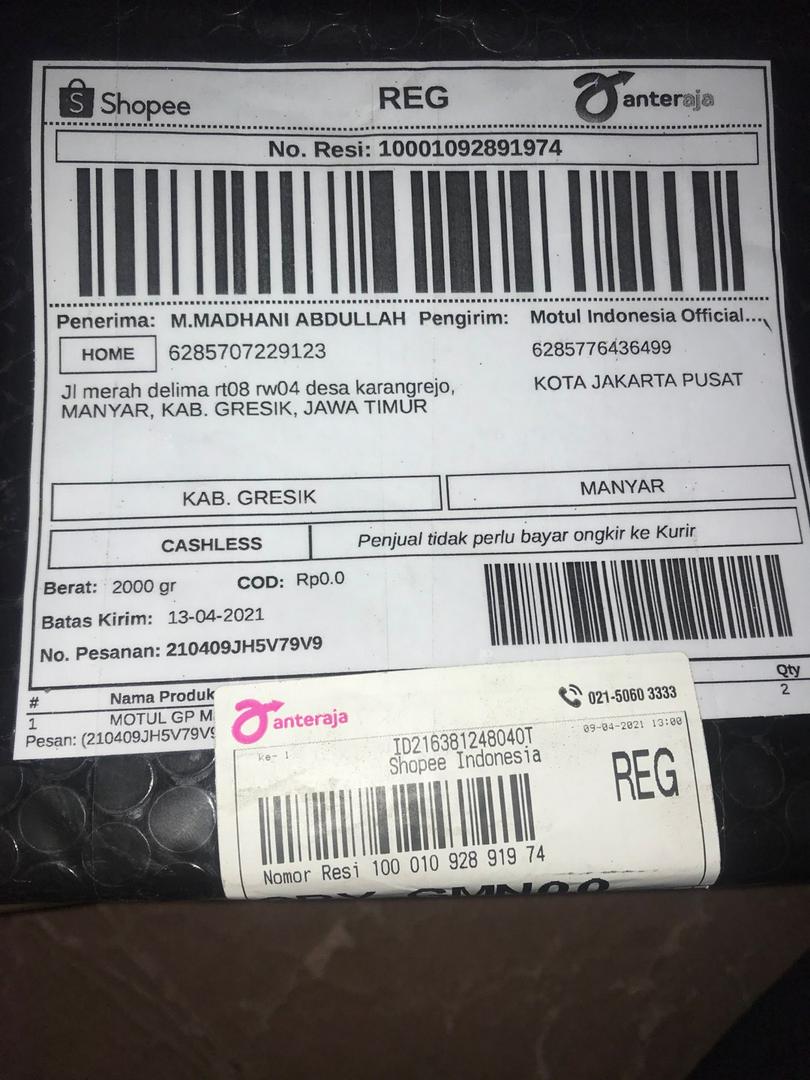 Shopee REG anteraja
No. Resi: 10001092891974
Penerima: M.MADHANI ABDULLAH Pengirim: Motul Indonesia Official...
HOME 6285707229123 6285776436499
Jl merah delima rt08 rw04 desa karangrejo, KOTA JAKARTA PUSAT
MANYAR, KAB. GRESIK, JAWA TIMUR
KAB. GRESIK MANYAR
CASHLESS Penjual tidak perlu bayar ongkir ke Kurir
Berat: 2000 gr COD: Rp0.0
Batas Kirim: 13-04-2021
No. Pesanan: 210409JH5V79V9
# Nama Produk Qty
1 MOTUL GP M 2
Pesan: (210409JH5V79V9
anteraja 021-5060 3333
09-04-2021 13:00
ke- 1 ID216381248040T
Shopee Indonesia REG
Nomor Resi 100 010 928 919 74